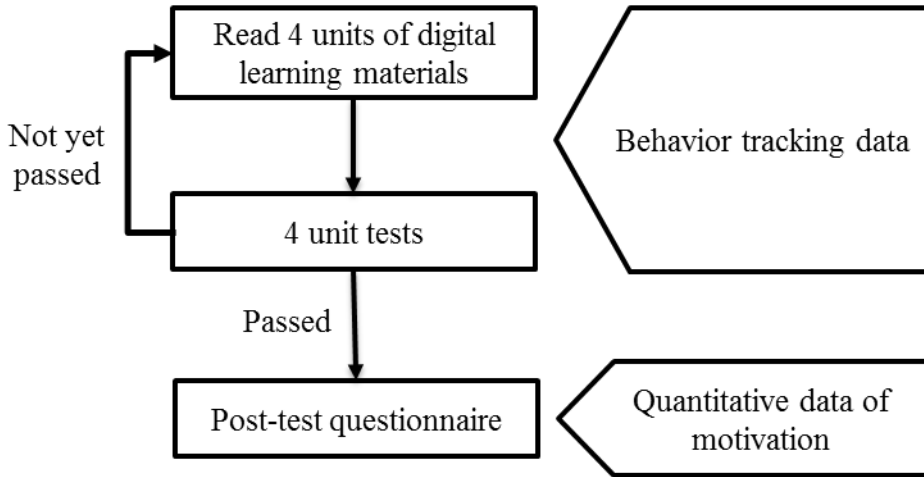 Read 4 units of digital
learning materials
Behavior tracking data
Not yet
passed
4 unit tests
Passed
Post-test questionnaire
Quantitative data of
motivation